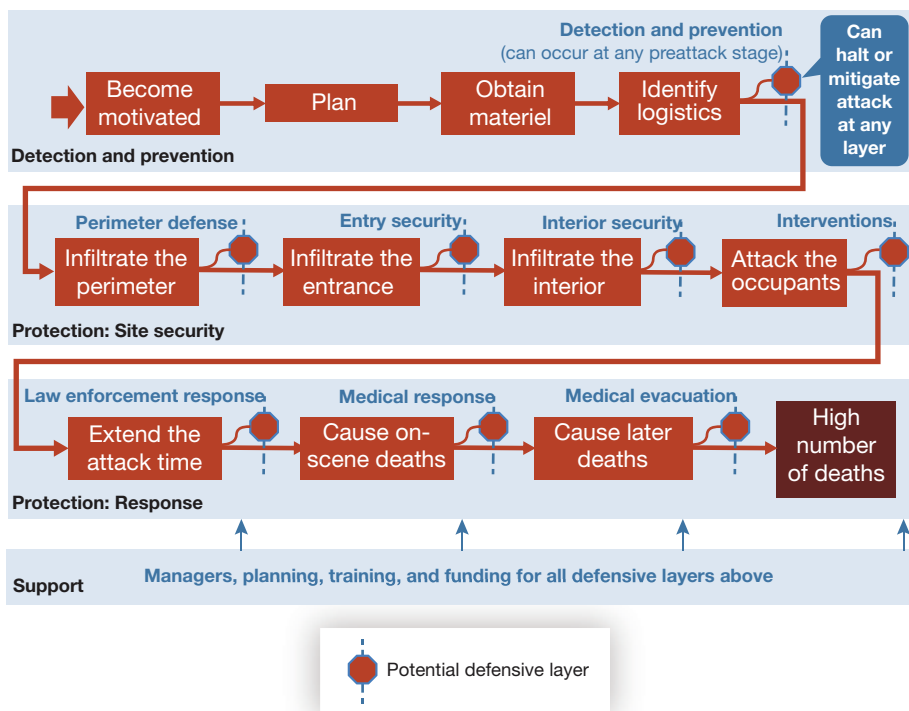 Detection and prevention
(can occur at any preattack stage)
Can
halt or
mitigate
attack
at any
layer
Become
motivated
Plan
Obtain
materiel
Identify
logistics
Detection and prevention
Perimeter defense
Entry security
Interior security
Interventions
Infiltrate the
perimeter
Infiltrate the
entrance
Infiltrate the
interior
Attack the
occupants
Protection: Site security
Law enforcement response
Medical response
Medical evacuation
Extend the
attack time
Cause on-
scene deaths
Cause later
deaths
High
number
of deaths
Protection: Response
Support
Managers, planning, training, and funding for all defensive layers above
Potential defensive layer